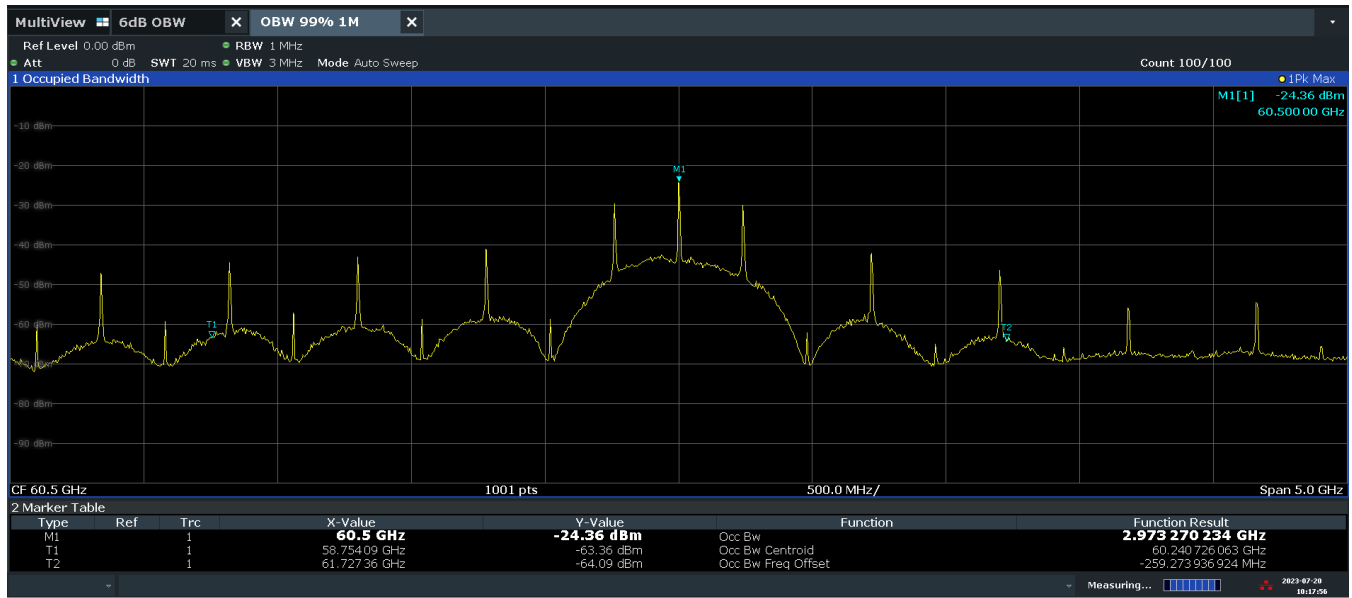 MultiView 6dB OBW X OBW 99% 1M X
Ref Level 0.00 dBm RBW 1 MHz
Att 0 dB SWT 20 ms VBW 3 MHz Mode Auto Sweep Count 100/100
1 Occupied Bandwidth 1Pk Max
M1[1] -24.36 dBm
60.500 00 GHz
-10 dBm
-20 dBm
M1
-30 dBm
-40 dBm
-50 dBm
-60 dBm
T1
T2
-80 dBm
-90 dBm
CF 60.5 GHz 1001 pts 500.0 MHz/ Span 5.0 GHz
2 Marker Table
Type Ref Trc X-Value Y-Value Function Function Result
M1 1 60.5 GHz -24.36 dBm Occ Bw 2.973 270 234 GHz
T1 1 58.754 09 GHz -63.36 dBm Occ Bw Centroid 60.240 726 063 GHz
T2 1 61.727 36 GHz -64.09 dBm Occ Bw Freq Offset -259.273 936 924 MHz
Measuring... 2023-07-20
10:17:56